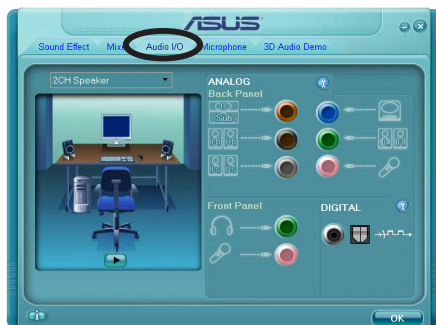 ASUS
Sound Effect Mixer Audio I/O Microphone 3D Audio Demo
2CH Speaker
ANALOG
Back Panel
Sub
Front Panel
DIGITAL
OK